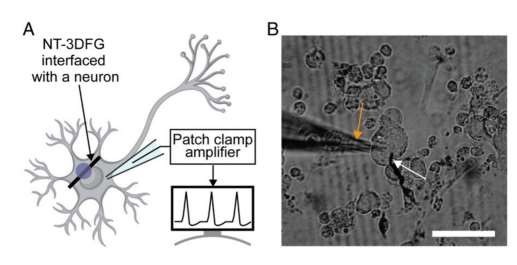 A
NT-3DFG
interfaced
with a neuron
Patch clamp
amplifier
B